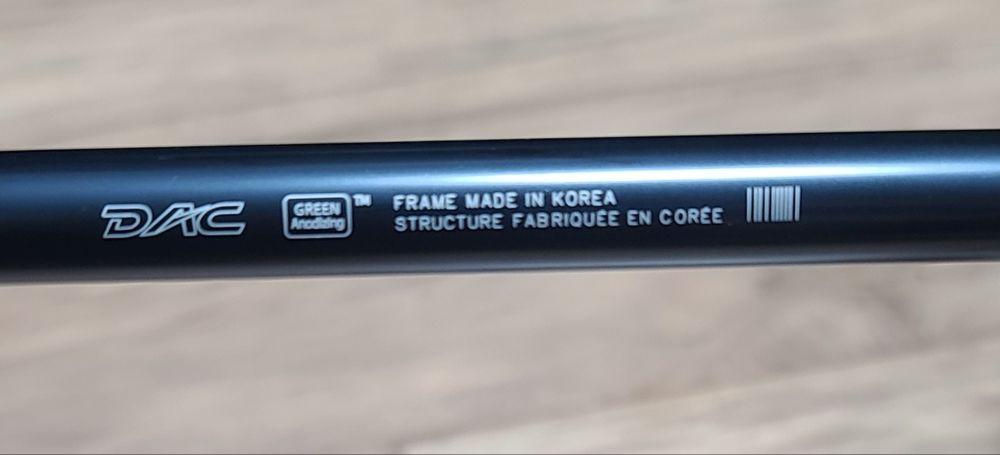 DAC
GREEN
Anodizing
™
FRAME MADE IN KOREA
STRUCTURE FABRIQUÉE EN CORÉE